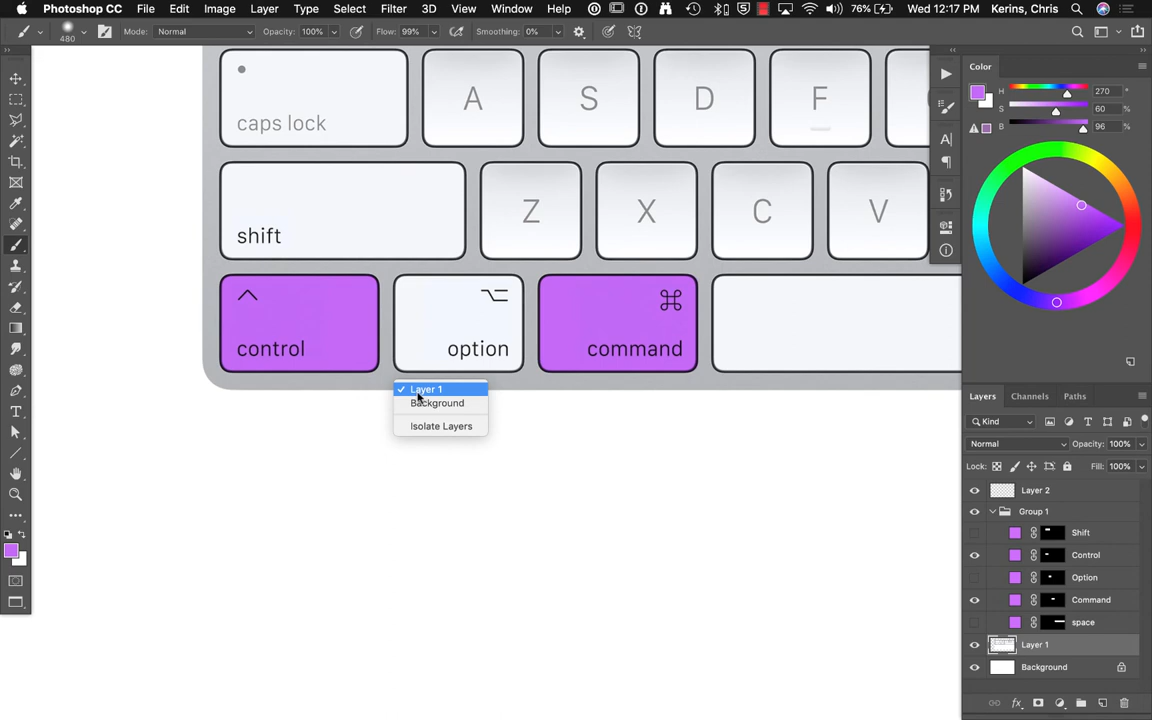 Photoshop CC File Edit Image Layer Type Select Filter 3D View Window Help 76% Wed 12:17 PM Kerins, Chris
480 Mode: Normal Opacity: 100% Flow: 99% Smoothing: 0%
Color
H 270 °
S 60 %
B 96 %
caps lock A S D F
shift Z X C V
control option command
Layer 1
Background
Isolate Layers
Layers Channels Paths
Kind
Normal Opacity: 100%
Lock: Fill: 100%
Layer 2
Group 1
Shift
Control
Option
Command
space
Layer 1
Background